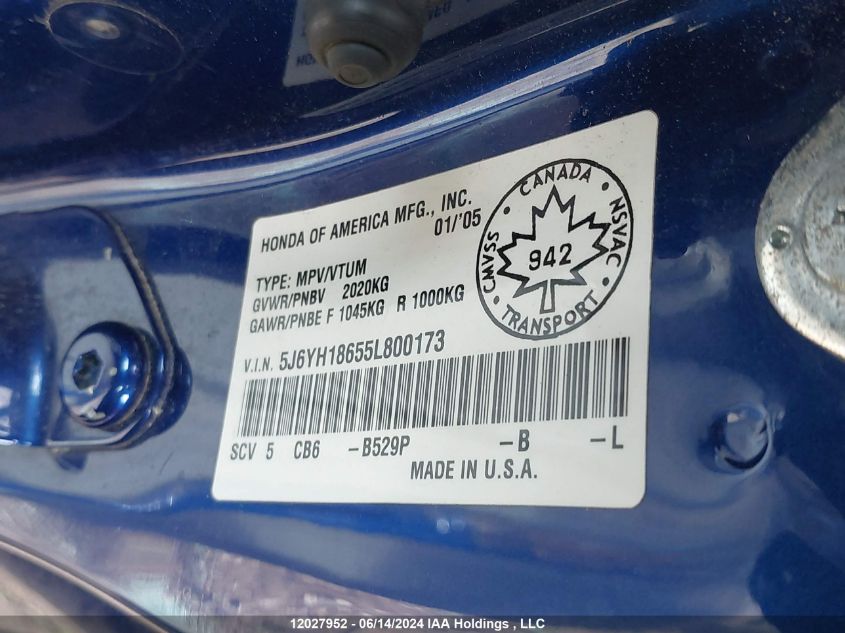 HONDA OF AMERICA MFG., INC.
01/'05
TYPE: MPV/VTUM
GVWR/PNBV 2020KG
GAWR/PNBE F 1045KG R 1000KG
V.I.N. 5J6YH18655L800173
SCV 5 CB6 -B529P -B -L
MADE IN U.S.A.
CMVSS • CANADA • NSVAC • TRANSPORT •
942
12027952 - 06/14/2024 IAA Holdings , LLC